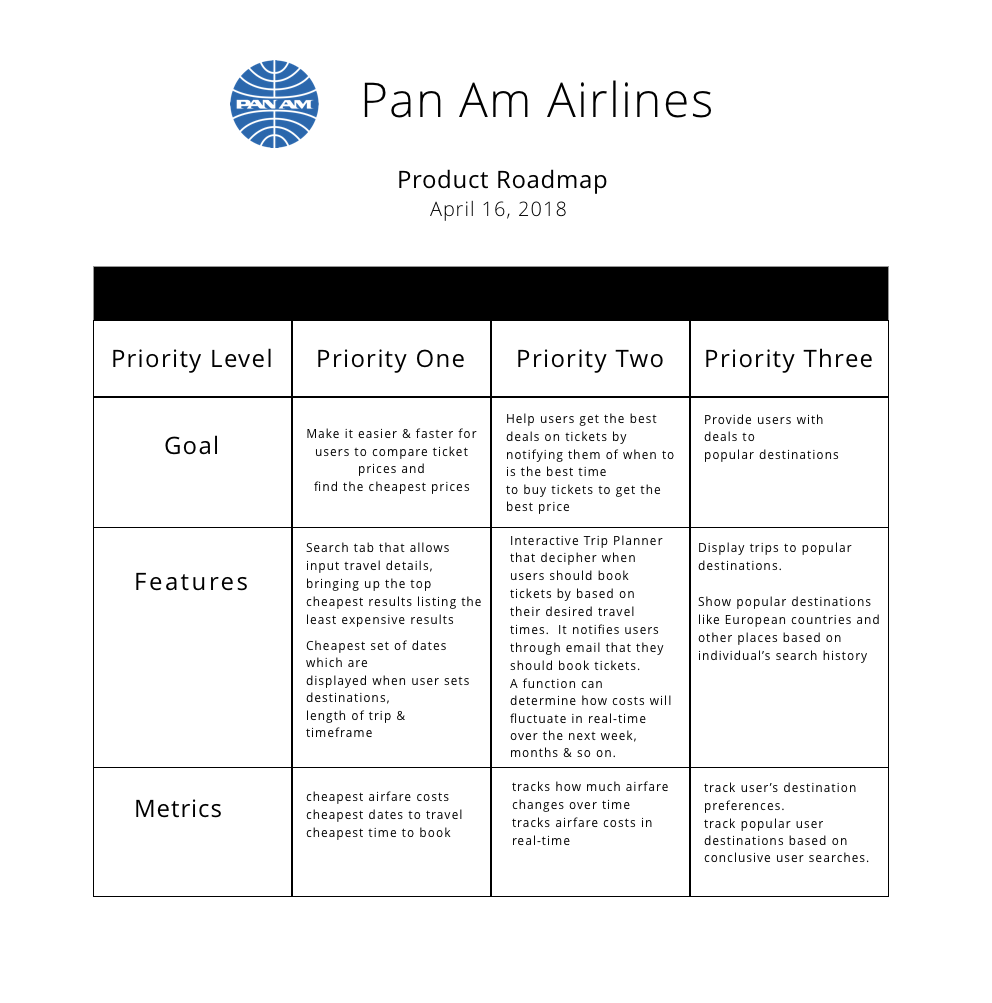 PAN AM
Pan Am Airlines
Product Roadmap
April 16, 2018
Priority Level
Priority One
Priority Two
Priority Three
Goal
Make it easier & faster for
users to compare ticket
prices and
find the cheapest prices
Help users get the best
deals on tickets by
notifying them of when to
is the best time
to buy tickets to get the
best price
Provide users with
deals to
popular destinations
Features
Search tab that allows
input travel details,
bringing up the top
cheapest results listing the
least expensive results
Cheapest set of dates
which are
displayed when user sets
destinations,
length of trip &
timeframe
Interactive Trip Planner
that decipher when
users should book
tickets by based on
their desired travel
times.  It notifies users
through email that they
should book tickets.
A function can
determine how costs will
fluctuate in real-time
over the next week,
months & so on.
Display trips to popular
destinations.
Show popular destinations
like European countries and
other places based on
individual’s search history
Metrics
cheapest airfare costs
cheapest dates to travel
cheapest time to book
tracks how much airfare
changes over time
tracks airfare costs in
real-time
track user’s destination
preferences.
track popular user
destinations based on
conclusive user searches.